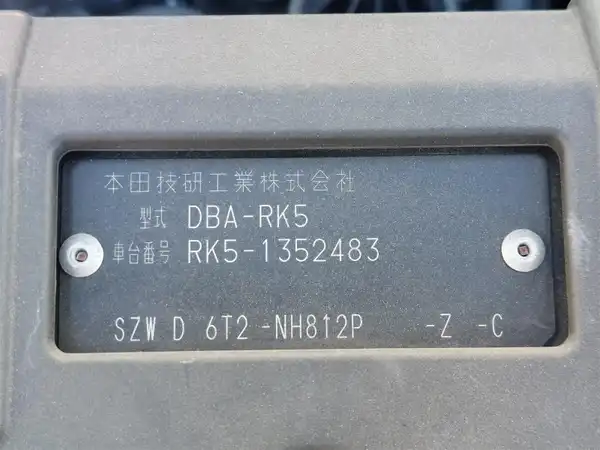 本田技研工業株式会社
型式 DBA-RK5
車台番号 RK5-1352483
SZW D 6T2 -NH812P -Z -C